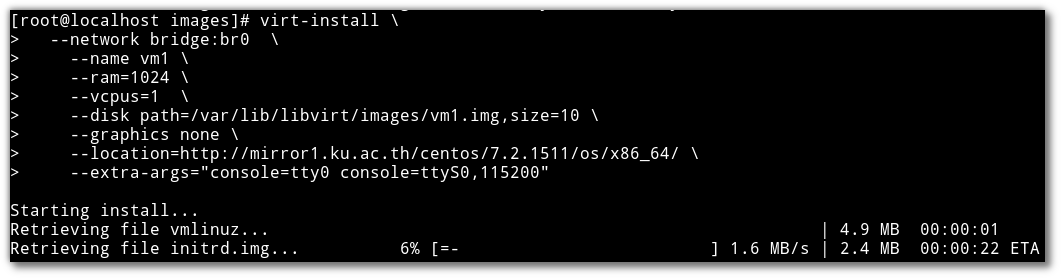 [root@localhost images]# virt-install \
>   --network bridge:br0  \
>     --name vm1 \
>     --ram=1024 \
>     --vcpus=1  \
>     --disk path=/var/lib/libvirt/images/vm1.img,size=10 \
>     --graphics none \
>     --location=http://mirror1.ku.ac.th/centos/7.2.1511/os/x86_64/ \
>     --extra-args="console=tty0 console=ttyS0,115200"
Starting install...
Retrieving file vmlinuz...                                                    | 4.9 MB  00:00:01
Retrieving file initrd.img...          6% [=-                        ] 1.6 MB/s | 2.4 MB  00:00:22 ETA